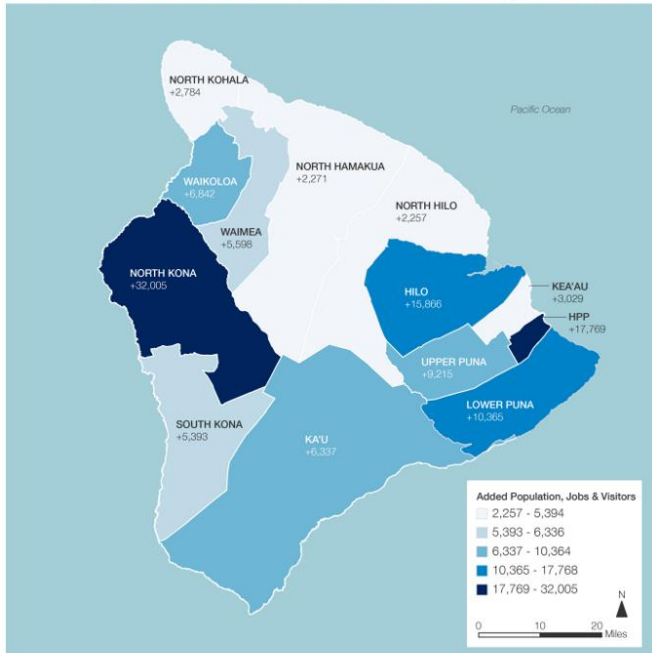 NORTH KOHALA
+2,784
Pacific Ocean
NORTH HAMAKUA
+2,271
WAIKOLOA
+6,842
NORTH HILO
+2,257
WAIMEA
+5,598
NORTH KONA
+32,005
HILO
+15,866
KEA'AU
+3,029
HPP
+17,769
UPPER PUNA
+9,215
LOWER PUNA
+10,365
SOUTH KONA
+5,393
KA'U
+6,337
Added Population, Jobs & Visitors
2,257 - 5,394
5,393 - 6,336
6,337 - 10,364
10,365 - 17,768
17,769 - 32,005
N
0 10 20
Miles